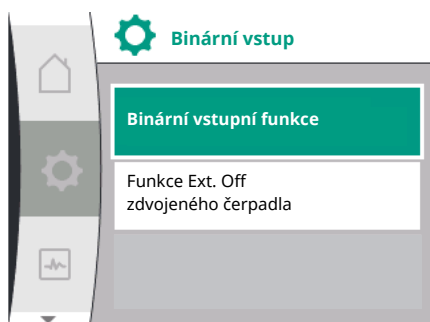 Binární vstup
Binární vstupní funkce
Funkce Ext. Off
zdvojeného čerpadla